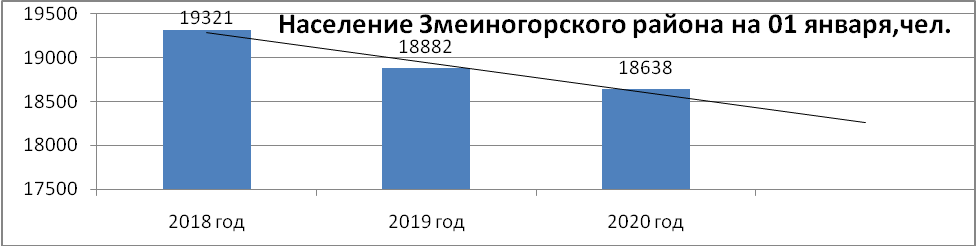 Население Змеиногорского района на 01 января,чел.
19500
19000
18500
18000
17500
19321
18882
18638
2018 год
2019 год
2020 год